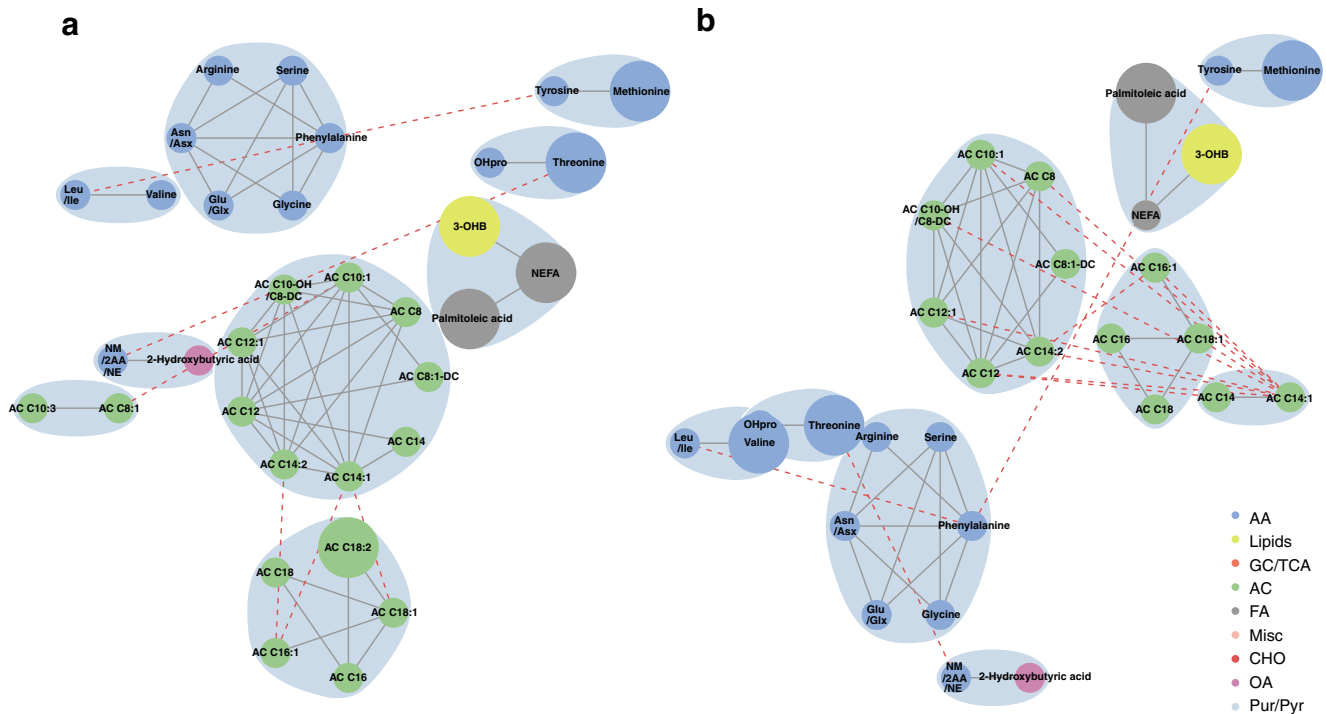 a
Arginine
Serine
Asn
/Asx
Phenylalanine
Glu
/Glx
Glycine
Leu
/Ile
Valine
Tyrosine
Methionine
OHpro
Threonine
3-OHB
NEFA
Palmitoleic acid
AC C10-OH
/C8-DC
AC C10:1
AC C8
AC C12:1
AC C8:1-DC
AC C12
AC C14
AC C14:2
AC C14:1
NM
/2AA
/NE
2-Hydroxybutyric acid
AC C10:3
AC C8:1
AC C18:2
AC C18
AC C18:1
AC C16:1
AC C16
b
Tyrosine
Methionine
Palmitoleic acid
3-OHB
NEFA
AC C10:1
AC C8
AC C10-OH
/C8-DC
AC C8:1-DC
AC C12:1
AC C14:2
AC C12
AC C16:1
AC C16
AC C18:1
AC C18
AC C14
AC C14:1
Leu
/Ile
OHpro
Valine
Threonine
Arginine
Serine
Asn
/Asx
Phenylalanine
Glu
/Glx
Glycine
NM
/2AA
/NE
2-Hydroxybutyric acid
AA
Lipids
GC/TCA
AC
FA
Misc
CHO
OA
Pur/Pyr